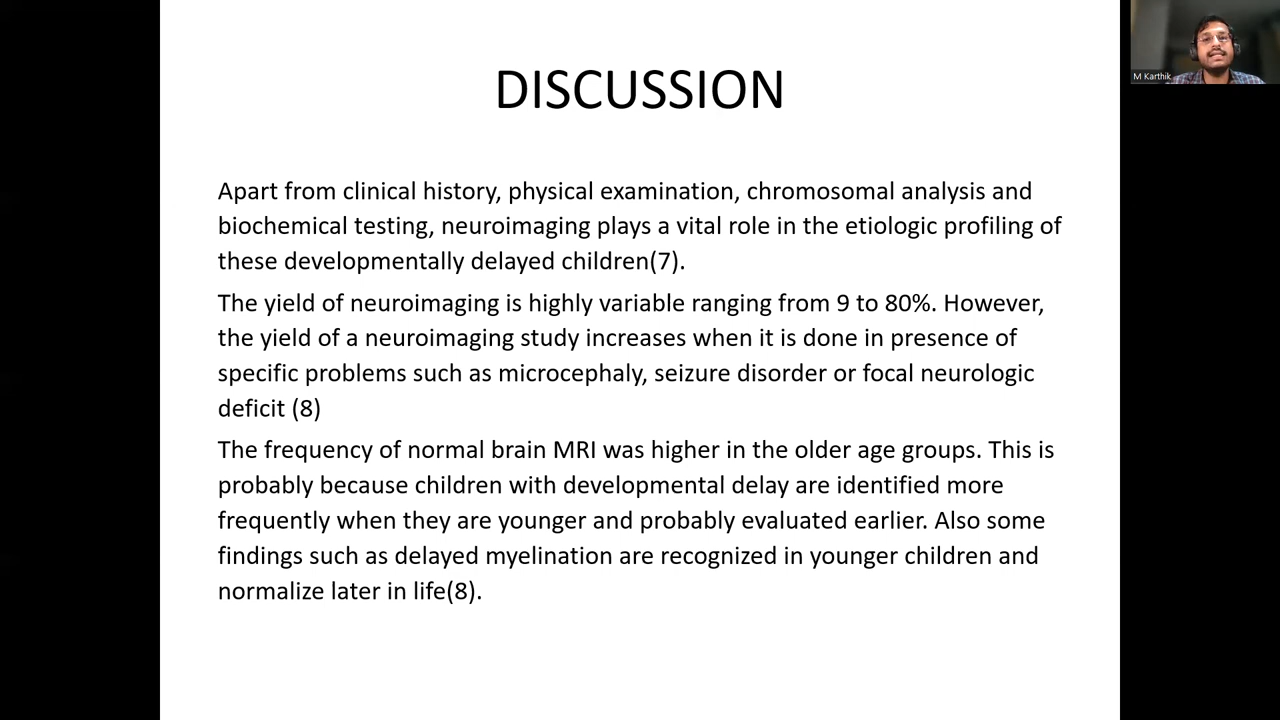 DISCUSSION
M Karthik
Apart from clinical history, physical examination, chromosomal analysis and
biochemical testing, neuroimaging plays a vital role in the etiologic profiling of
these developmentally delayed children(7).
The yield of neuroimaging is highly variable ranging from 9 to 80%. However,
the yield of a neuroimaging study increases when it is done in presence of
specific problems such as microcephaly, seizure disorder or focal neurologic
deficit (8)
The frequency of normal brain MRI was higher in the older age groups. This is
probably because children with developmental delay are identified more
frequently when they are younger and probably evaluated earlier. Also some
findings such as delayed myelination are recognized in younger children and
normalize later in life(8).